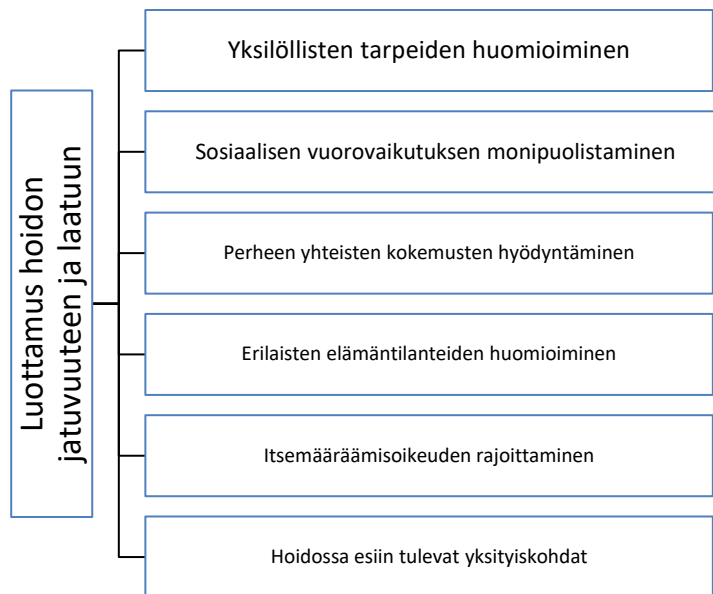 Luottamus hoidon
jatuvuuteen ja laatuun
Yksilöllisten tarpeiden huomioiminen
Sosiaalisen vuorovaikutuksen monipuolistaminen
Perheen yhteisten kokemusten hyödyntäminen
Erilaisten elämäntilanteiden huomioiminen
Itsemääräämisoikeuden rajoittaminen
Hoidossa esiin tulevat yksityiskohdat